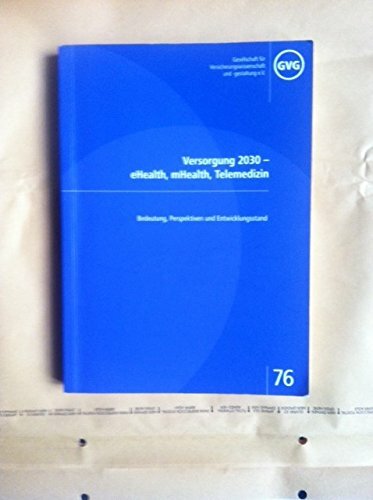 Gesellschaft für
Versicherungswissenschaft
und -gestaltung e.V.
GVG
Versorgung 2030 –
eHealth, mHealth, Telemedizin
Bedeutung, Perspektiven und Entwicklungsstand
76